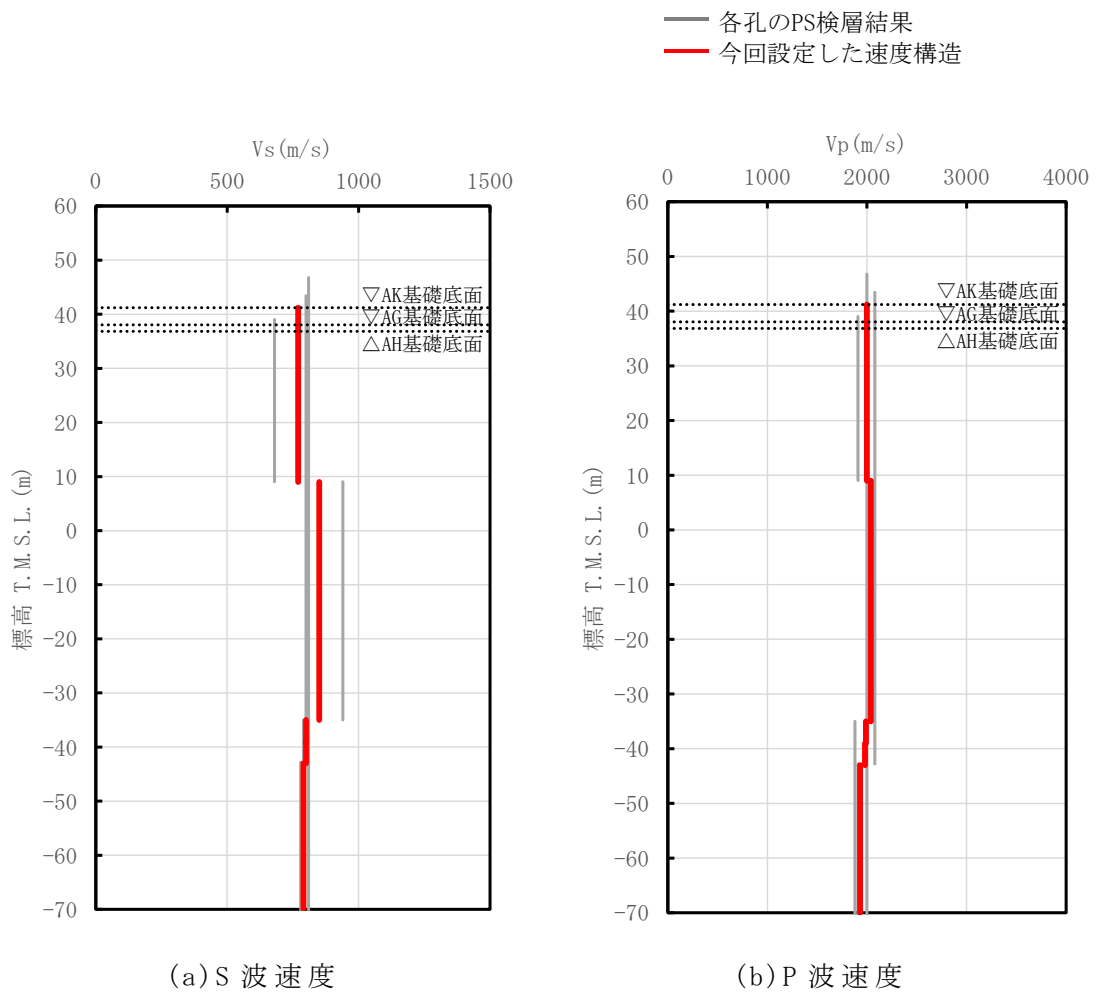 各孔のPS検層結果
今回設定した速度構造
Vs(m/s)
0 500 1000 1500
60
50
40
30
20
10
0
-10
-20
-30
-40
-50
-60
-70
標高 T.M.S.L.(m)
▽AK基礎底面
▽AG基礎底面
△AH基礎底面
(a)S 波速度
Vp(m/s)
0 1000 2000 3000 4000
60
50
40
30
20
10
0
-10
-20
-30
-40
-50
-60
-70
標高 T.M.S.L.(m)
▽AK基礎底面
▽AG基礎底面
△AH基礎底面
(b)P 波速度